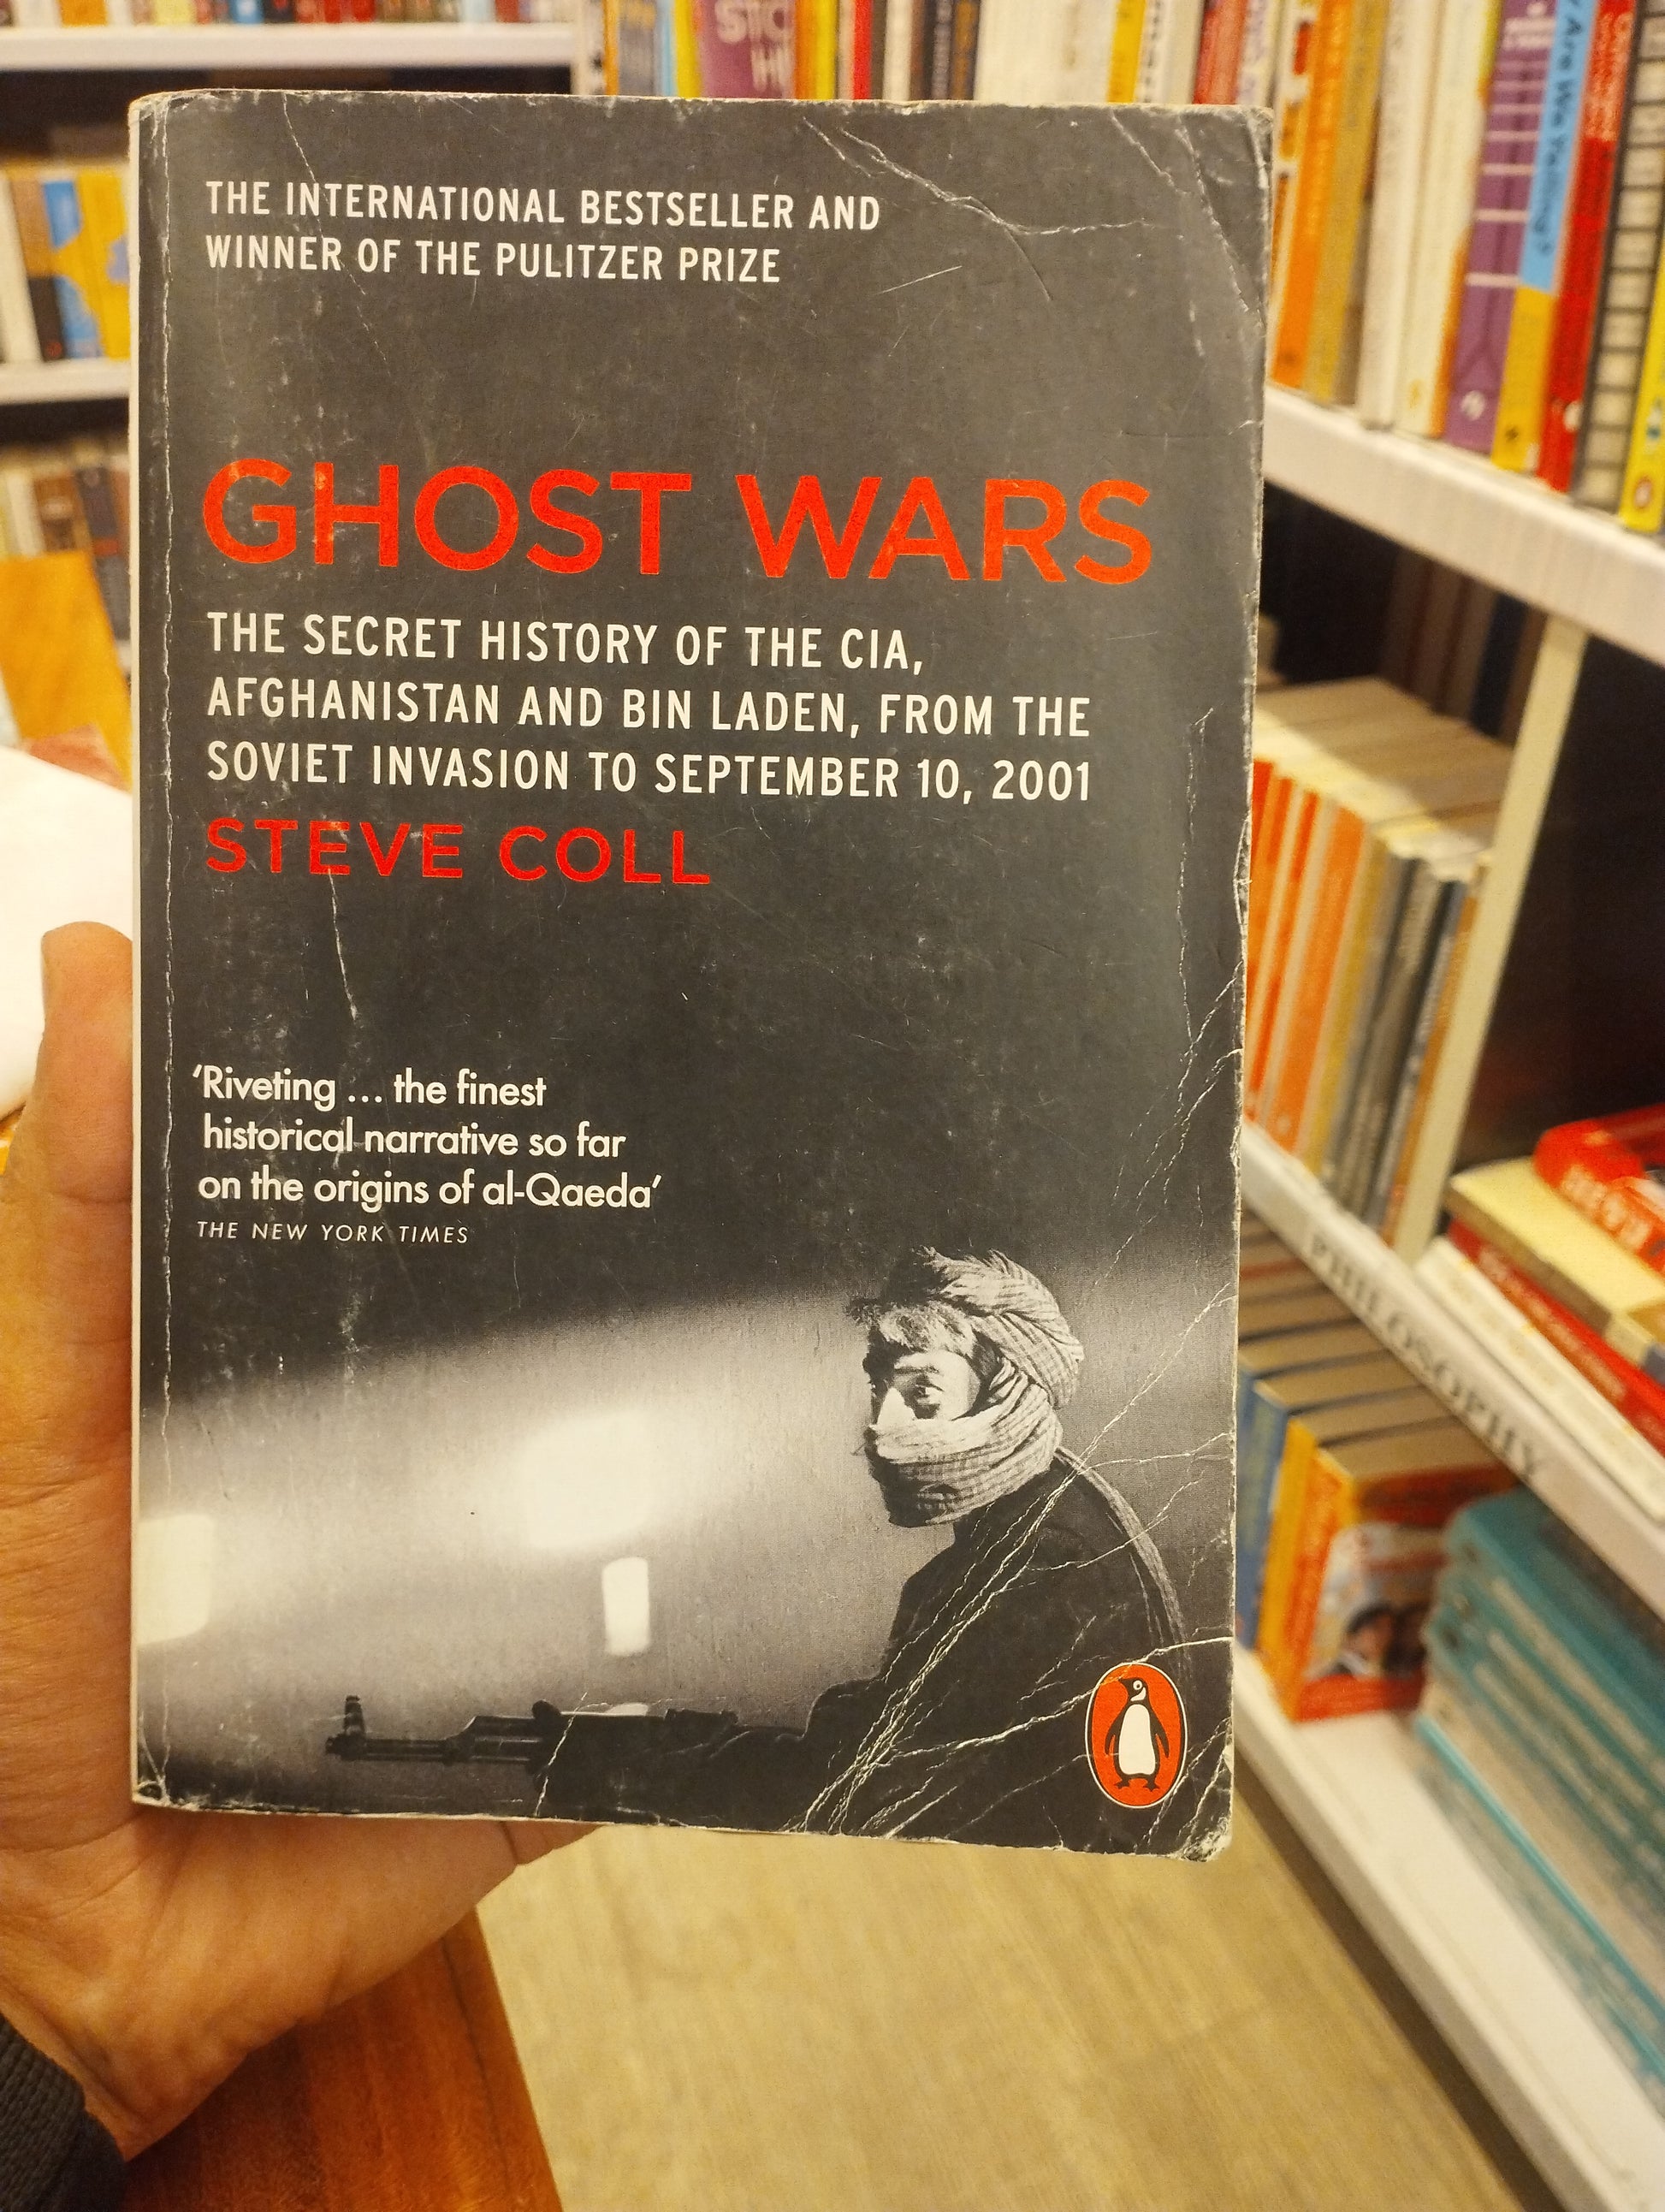 THE INTERNATIONAL BESTSELLER AND
WINNER OF THE PULITZER PRIZE
GHOST WARS
THE SECRET HISTORY OF THE CIA,
AFGHANISTAN AND BIN LADEN, FROM THE
SOVIET INVASION TO SEPTEMBER 10, 2001
STEVE COLL
‘Riveting ... the finest
historical narrative so far
on the origins of al-Qaeda’
THE NEW YORK TIMES
PHILOSOPHY